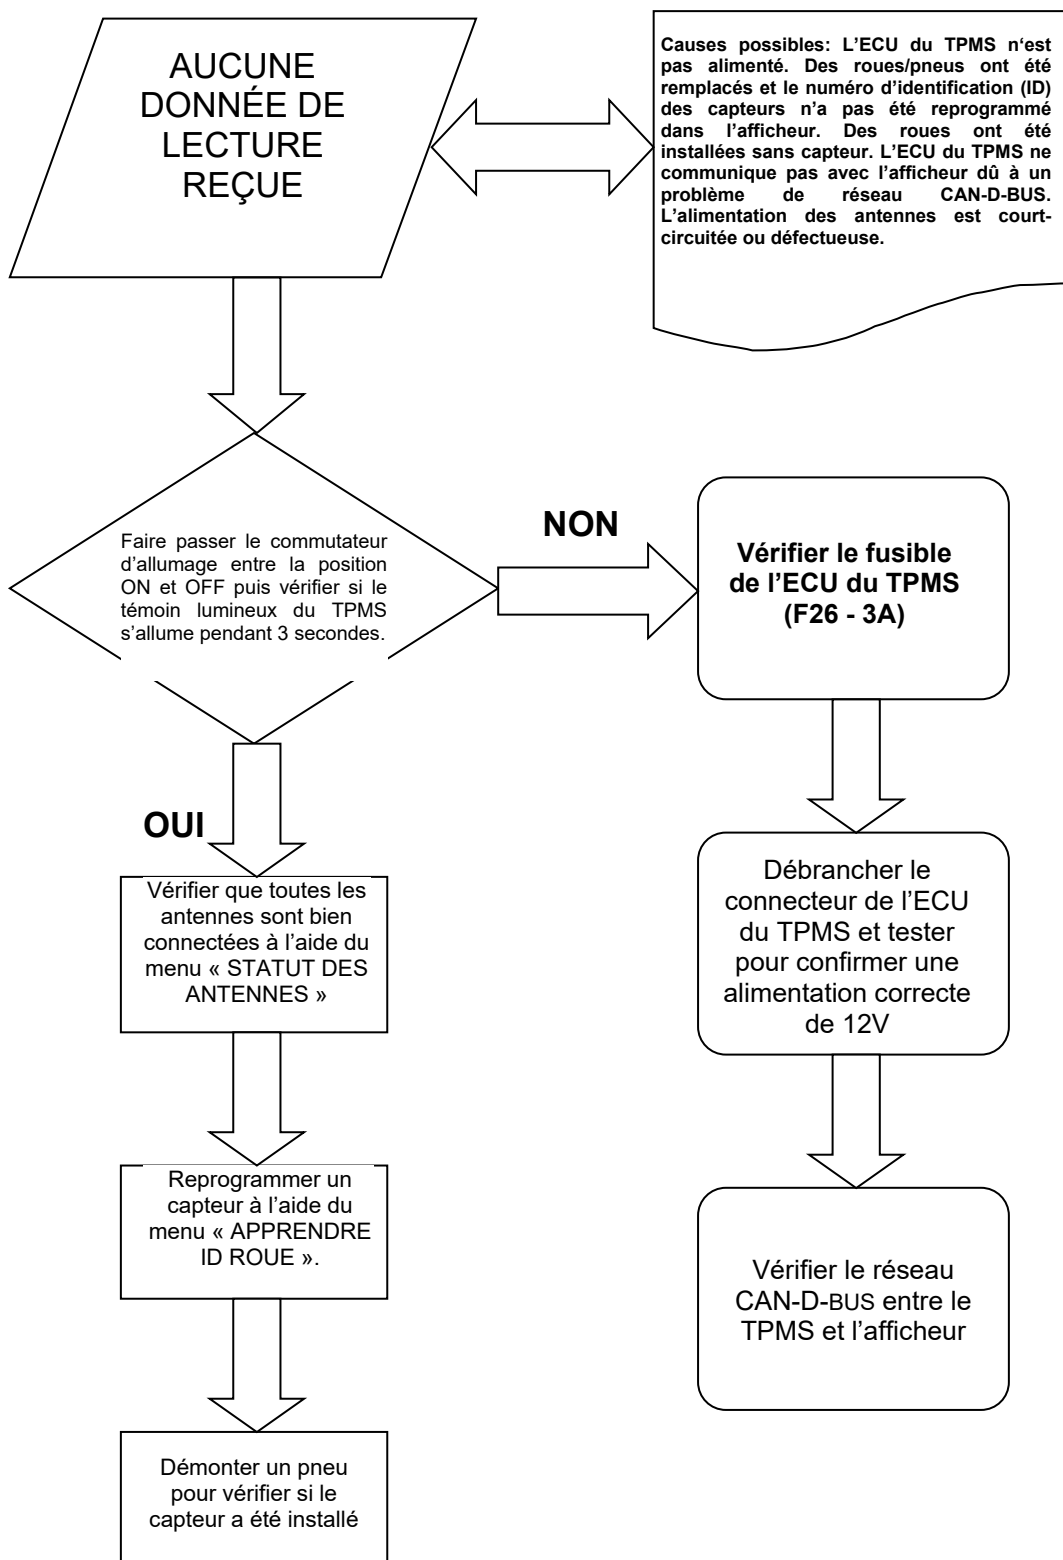 AUCUNE
DONNÉE DE
LECTURE
REÇUE
Causes possibles: L’ECU du TPMS n‘est
pas alimenté. Des roues/pneus ont été
remplacés et le numéro d’identification (ID)
des capteurs n’a pas été reprogrammé
dans l’afficheur. Des roues ont été
installées sans capteur. L’ECU du TPMS ne
communique pas avec l’afficheur dû à un
problème de réseau CAN-D-BUS.
L’alimentation des antennes est court-
circuitée ou défectueuse.
Faire passer le commutateur
d’allumage entre la position
ON et OFF puis vérifier si le
témoin lumineux du TPMS
s’allume pendant 3 secondes.
NON
Vérifier le fusible
de l’ECU du TPMS
(F26 - 3A)
OUI
Vérifier que toutes les
antennes sont bien
connectées à l’aide du
menu « STATUT DES
ANTENNES »
Débrancher le
connecteur de l’ECU
du TPMS et tester
pour confirmer une
alimentation correcte
de 12V
Reprogrammer un
capteur à l’aide du
menu « APPRENDRE
ID ROUE ».
Vérifier le réseau
CAN-D-BUS entre le
TPMS et l’afficheur
Démonter un pneu
pour vérifier si le
capteur a été installé